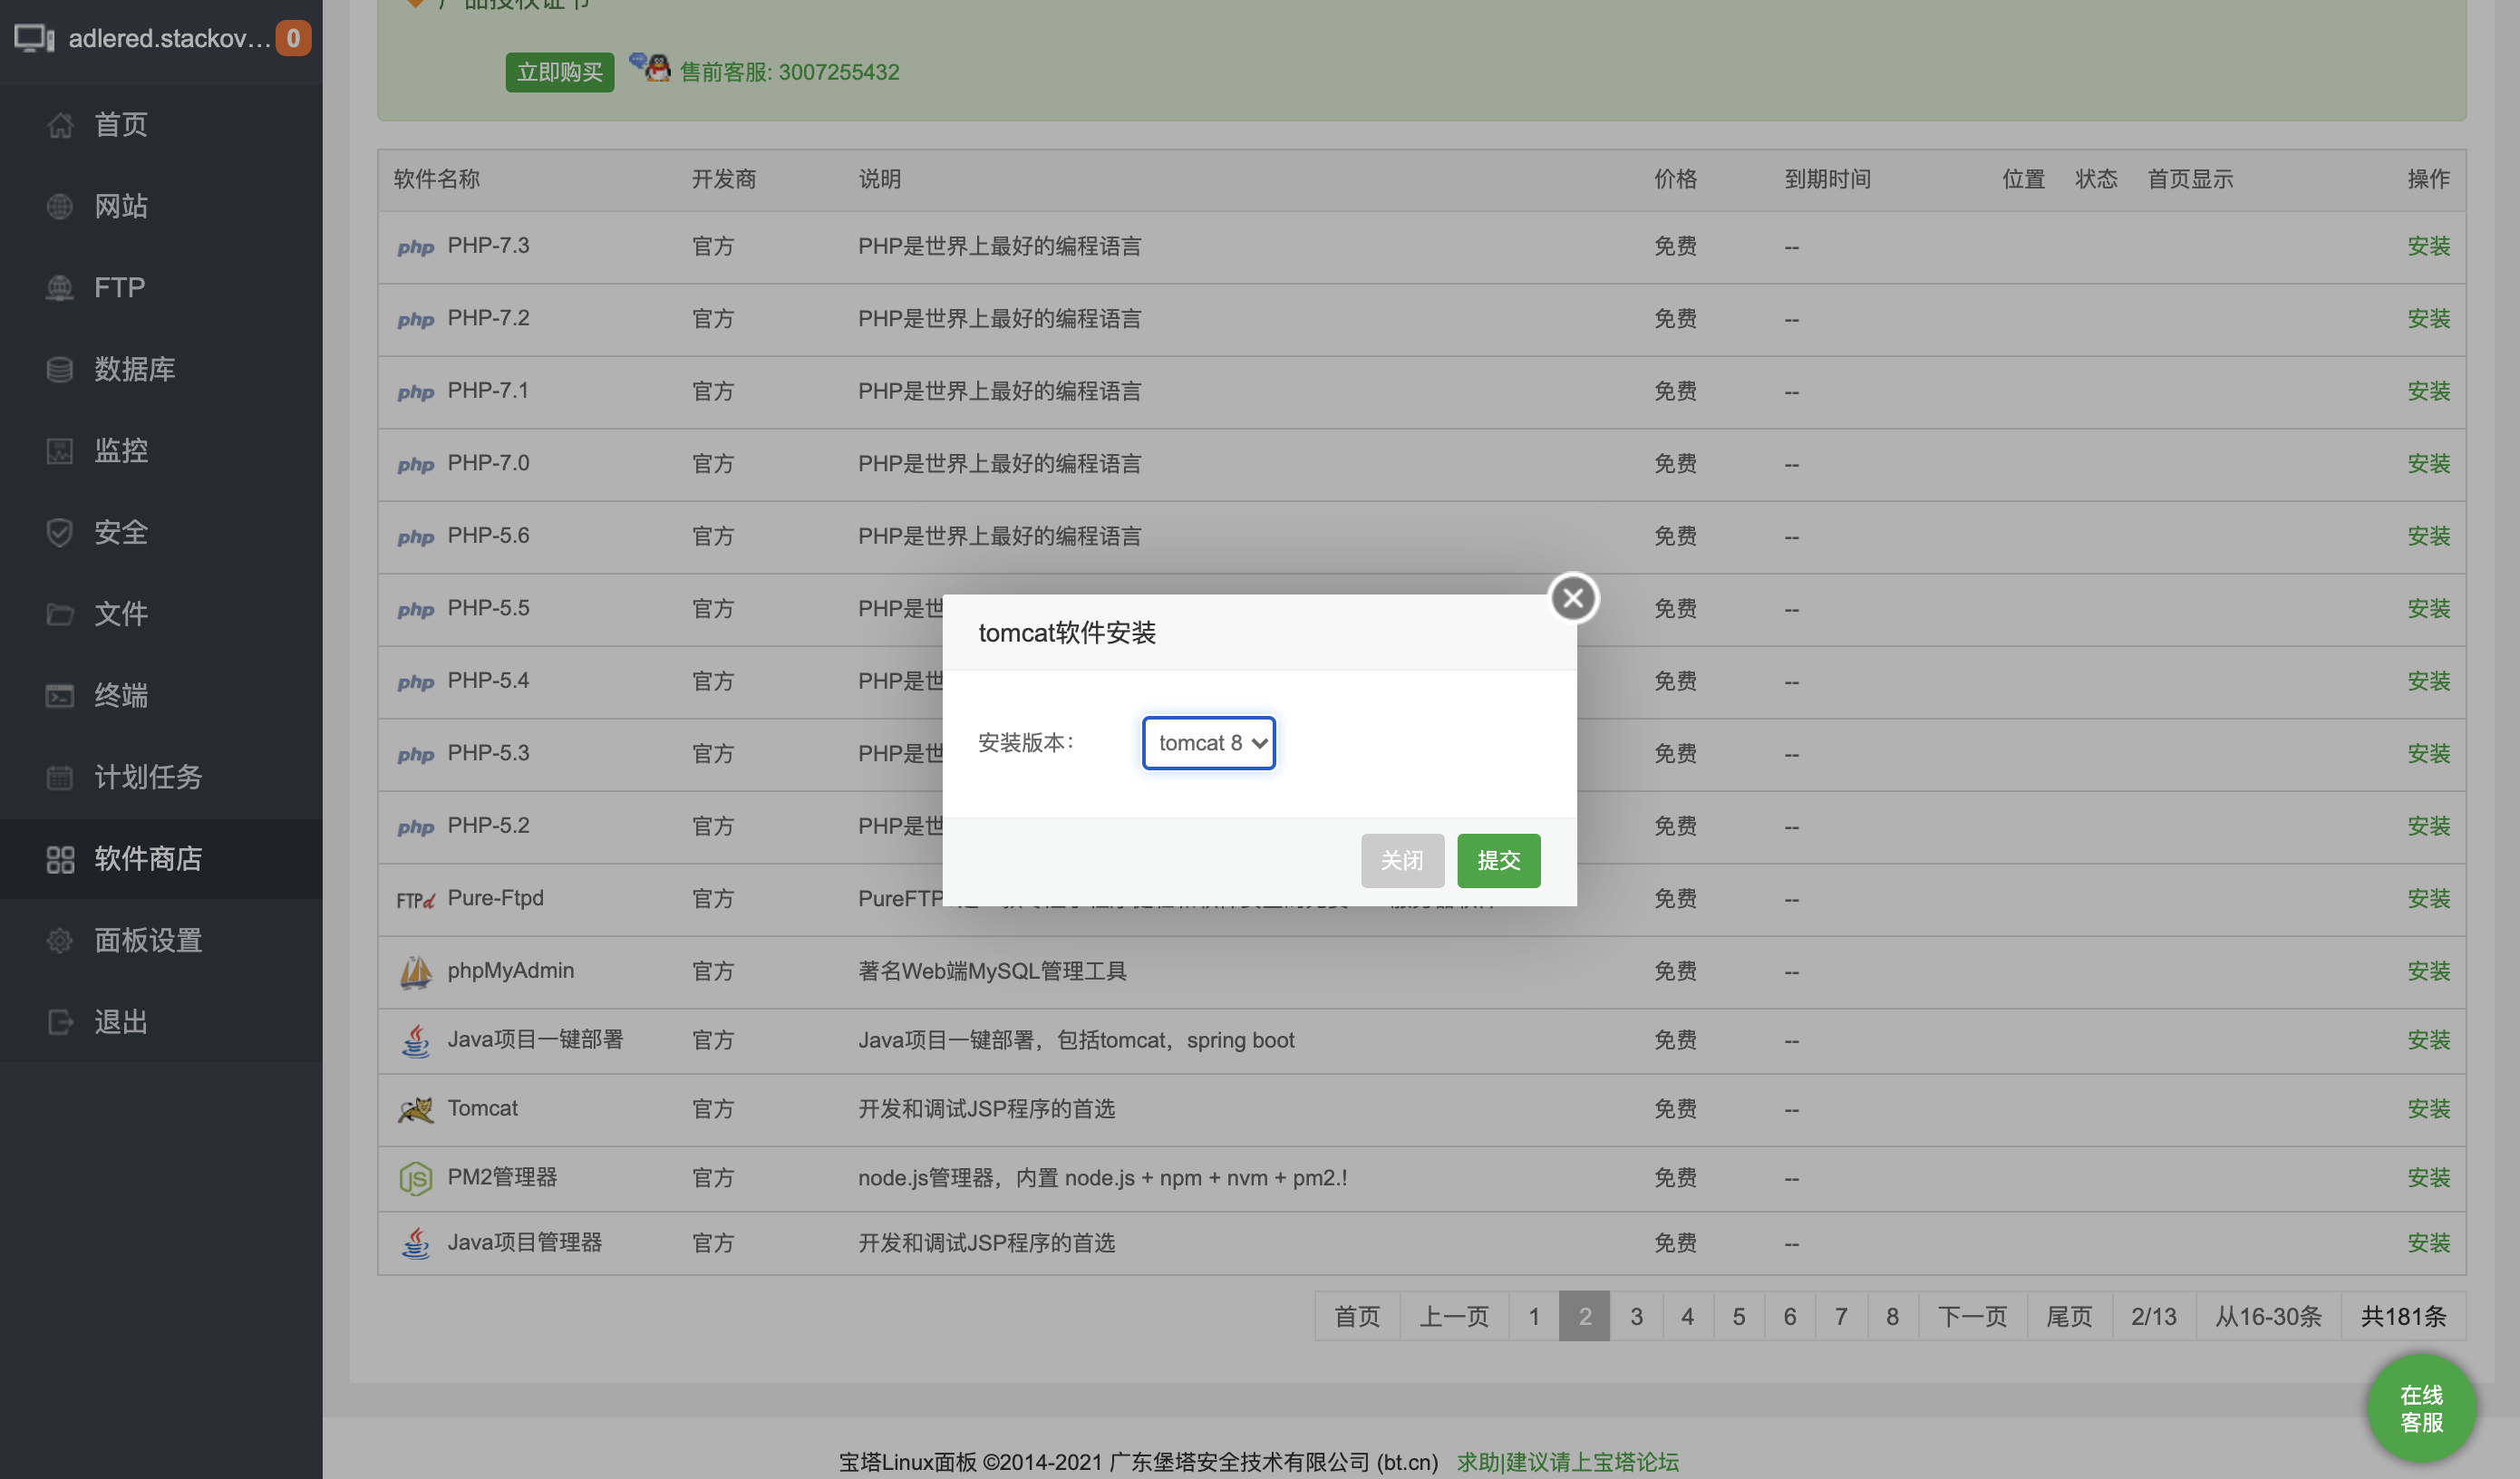 adlered.stackov... 0
首页
网站
FTP
数据库
监控
安全
文件
终端
计划任务
软件商店
面板设置
退出
产品授权证书
立即购买 售前客服: 3007255432
软件名称 开发商 说明 价格 到期时间 位置 状态 首页显示 操作
php PHP-7.3 官方 PHP是世界上最好的编程语言 免费 -- 安装
php PHP-7.2 官方 PHP是世界上最好的编程语言 免费 -- 安装
php PHP-7.1 官方 PHP是世界上最好的编程语言 免费 -- 安装
php PHP-7.0 官方 PHP是世界上最好的编程语言 免费 -- 安装
php PHP-5.6 官方 PHP是世界上最好的编程语言 免费 -- 安装
php PHP-5.5 官方 PHP是世 免费 -- 安装
php PHP-5.4 官方 PHP是世 免费 -- 安装
php PHP-5.3 官方 PHP是世 免费 -- 安装
php PHP-5.2 官方 PHP是世 免费 -- 安装
FTPd Pure-Ftpd 官方 PureFTP 免费 -- 安装
phpMyAdmin 官方 著名Web端MySQL管理工具 免费 -- 安装
Java项目一键部署 官方 Java项目一键部署，包括tomcat，spring boot 免费 -- 安装
Tomcat 官方 开发和调试JSP程序的首选 免费 -- 安装
JS PM2管理器 官方 node.js管理器，内置 node.js + npm + nvm + pm2.! 免费 -- 安装
Java项目管理器 官方 开发和调试JSP程序的首选 免费 -- 安装
tomcat软件安装
安装版本： tomcat 8
关闭 提交
首页 上一页 1 2 3 4 5 6 7 8 下一页 尾页 2/13 从16-30条 共181条
在线
客服
宝塔Linux面板 ©2014-2021 广东堡塔安全技术有限公司 (bt.cn) 求助|建议请上宝塔论坛